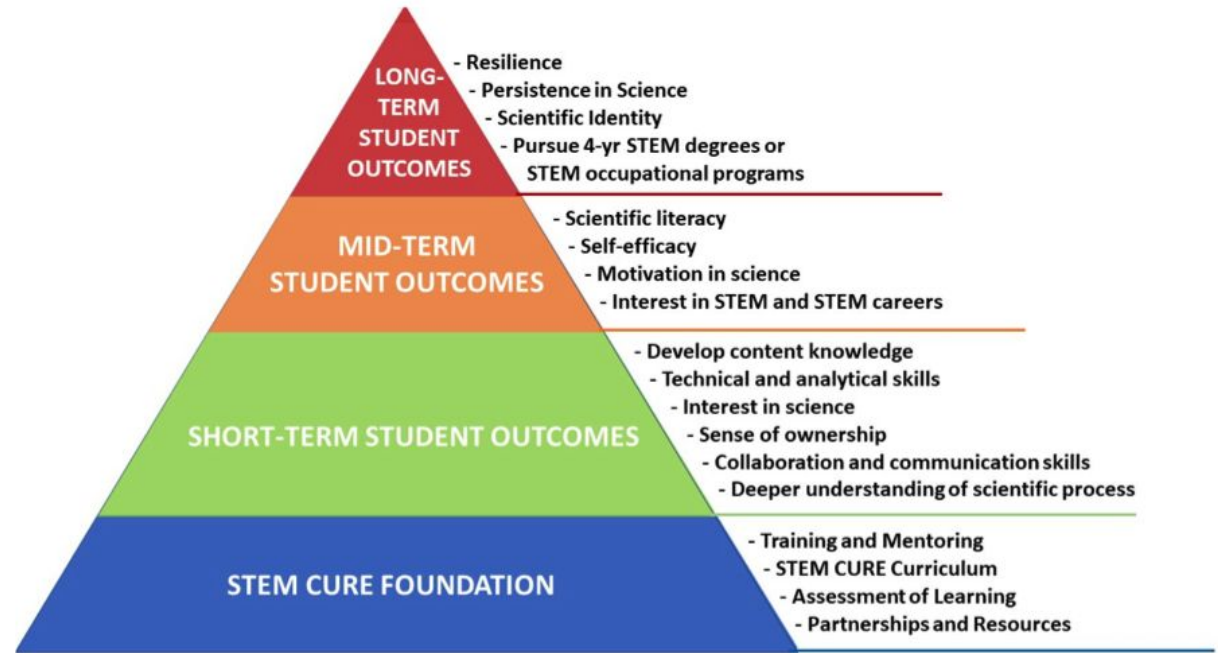 LONG-
TERM
STUDENT
OUTCOMES
- Resilience
- Persistence in Science
- Scientific Identity
- Pursue 4-yr STEM degrees or
STEM occupational programs
MID-TERM
STUDENT OUTCOMES
- Scientific literacy
- Self-efficacy
- Motivation in science
- Interest in STEM and STEM careers
SHORT-TERM STUDENT OUTCOMES
- Develop content knowledge
- Technical and analytical skills
- Interest in science
- Sense of ownership
- Collaboration and communication skills
- Deeper understanding of scientific process
STEM CURE FOUNDATION
- Training and Mentoring
- STEM CURE Curriculum
- Assessment of Learning
- Partnerships and Resources